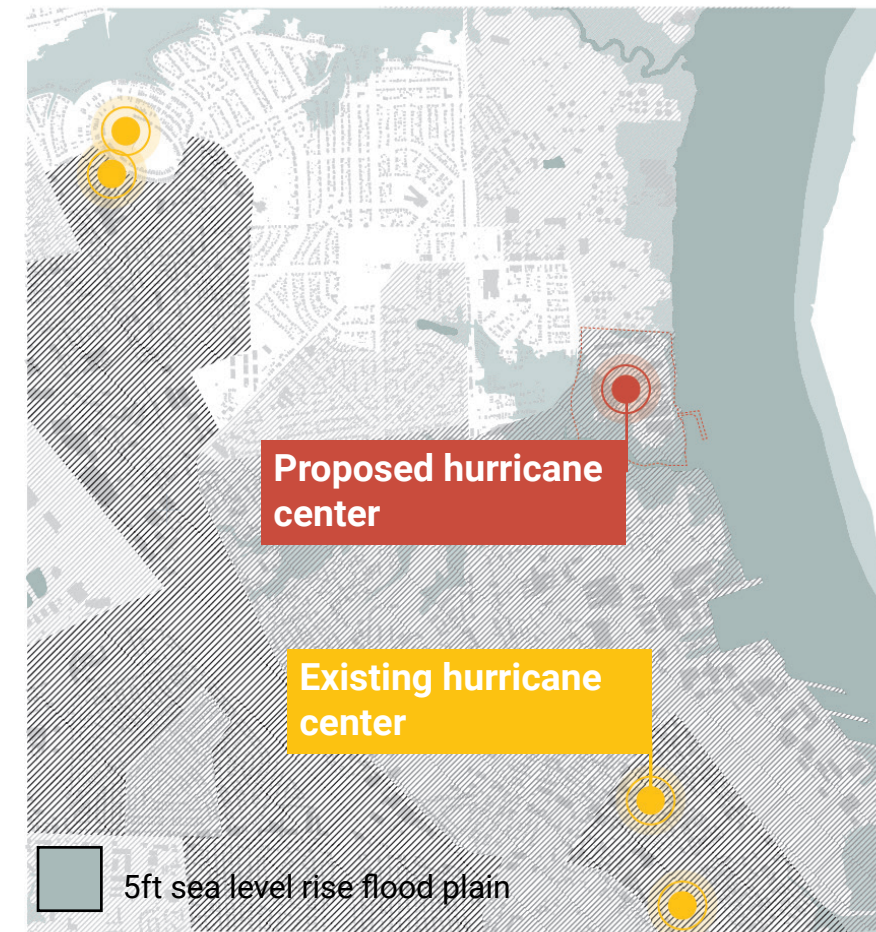 Proposed hurricane
center
Existing hurricane
center
5ft sea level rise flood plain